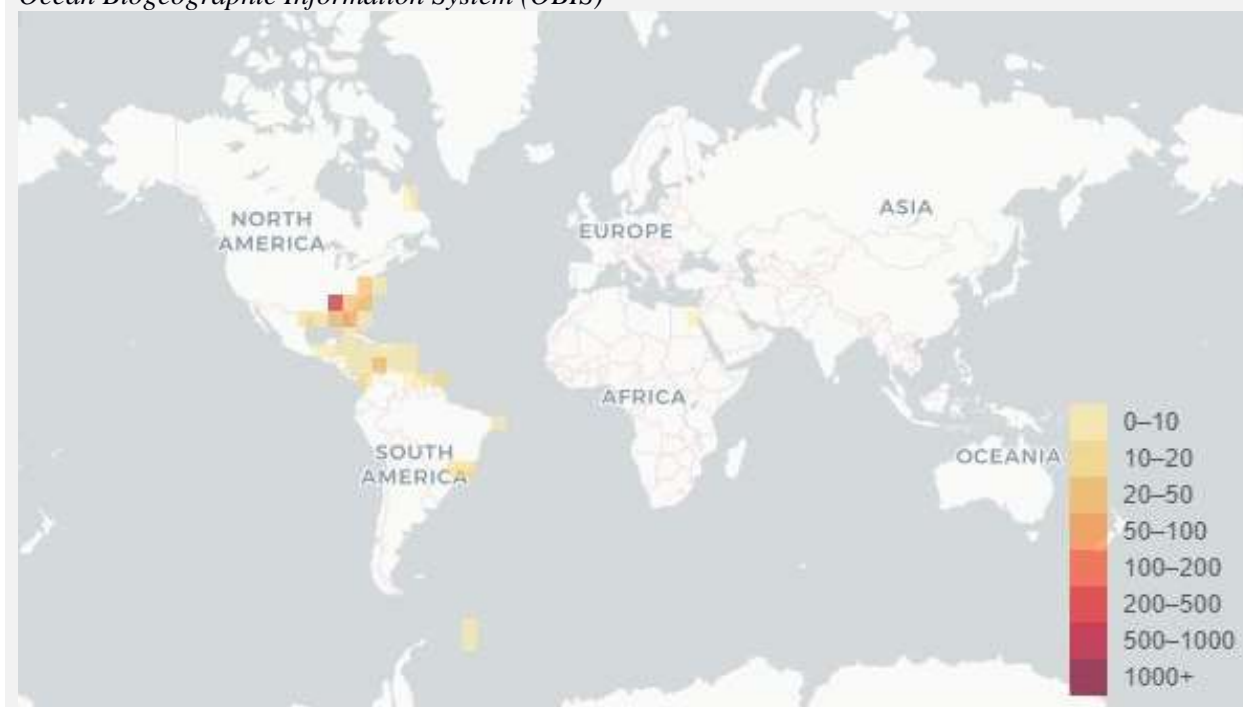 Ocean Biogeographic Information System (OBIS)
NORTH
AMERICA
EUROPE
ASIA
AFRICA
SOUTH
AMERICA
OCEANIA
0–10
10–20
20–50
50–100
100–200
200–500
500–1000
1000+